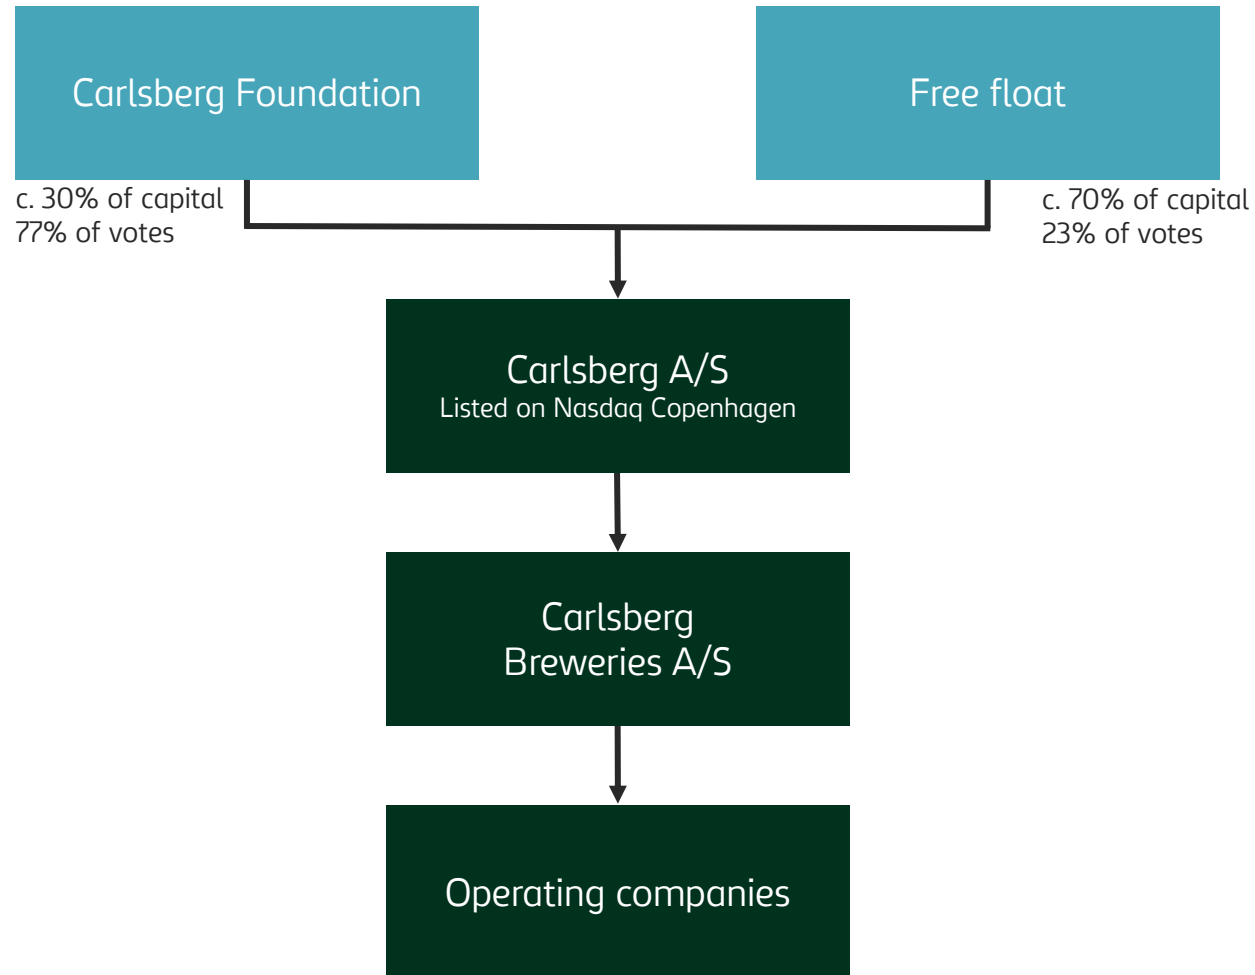 Carlsberg Foundation
Free float
c. 30% of capital
77% of votes
c. 70% of capital
23% of votes
Carlsberg A/S
Listed on Nasdaq Copenhagen
Carlsberg
Breweries A/S
Operating companies